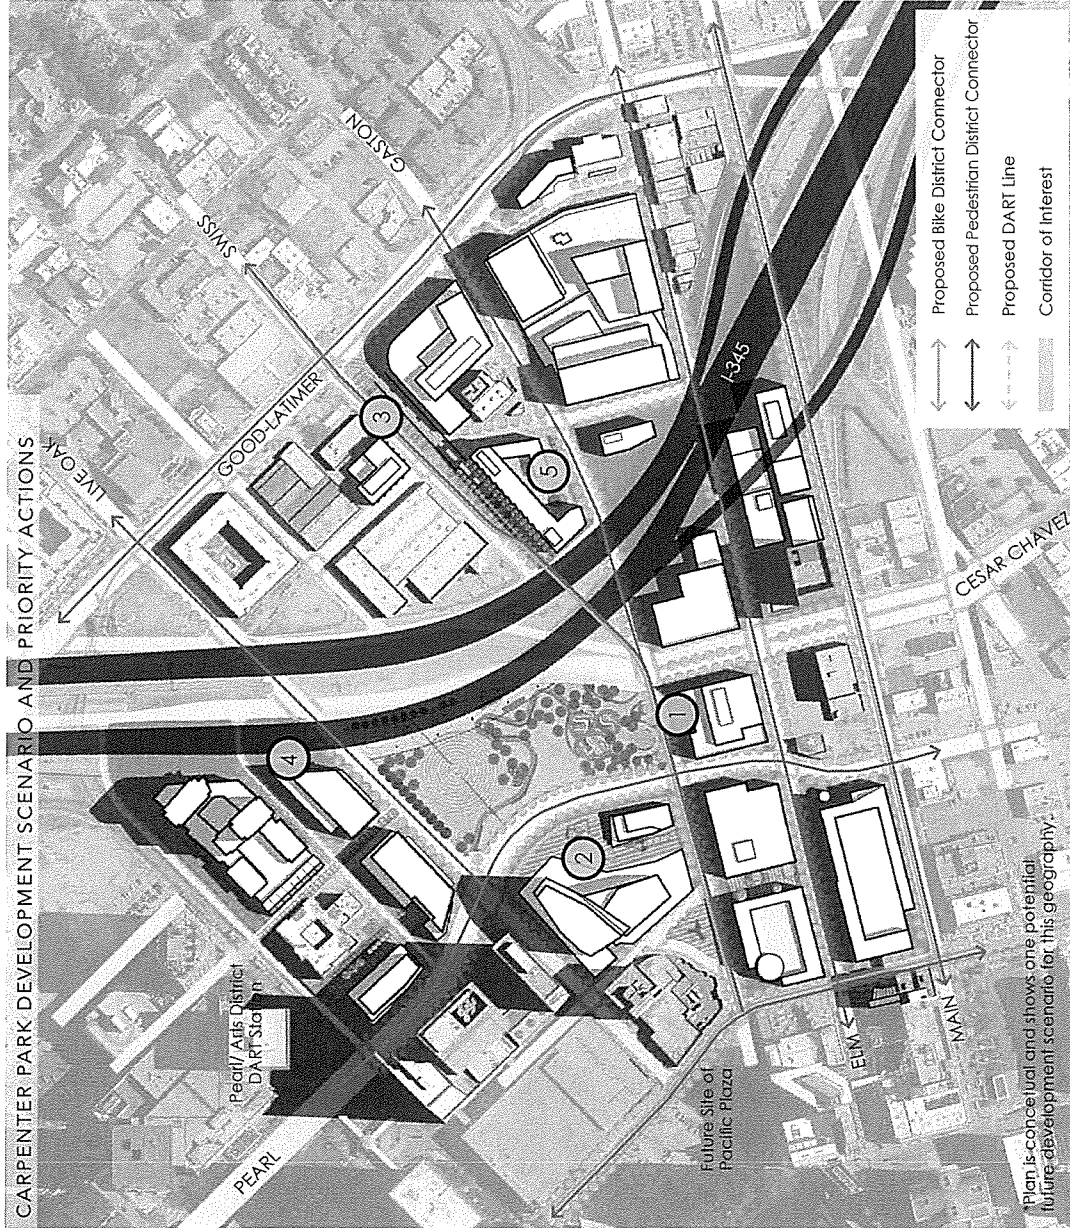 CARPENTER PARK DEVELOPMENT SCENARIO AND PRIORITY ACTIONS
LIVE OAK
GOOD-LATIMER
SWISS
GASTON
Pearl/ Arts District
DART Station
PEARL
4
3
5
2
1
I-345
Future Site of
Pacific Plaza
ELM
MAIN
CESAR CHAVEZ
*Plan is concetual and shows one potential
future development scenario for this geography.
Proposed Bike District Connector
Proposed Pedestrian District Connector
Proposed DART Line
Corridor of Interest